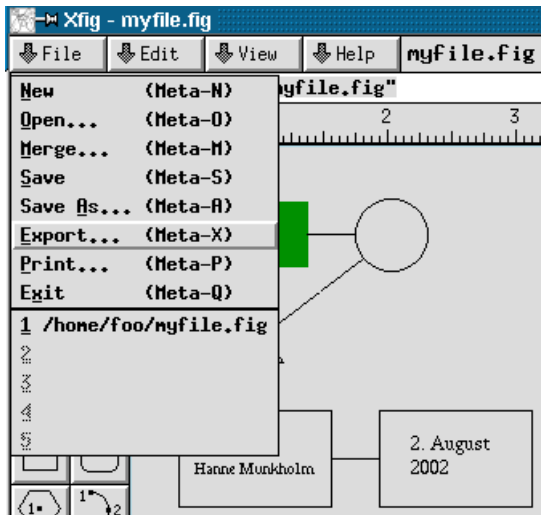 Xfig - myfile.fig
File Edit View Help myfile.fig
yfile.fig"
New (Meta-N)
Open... (Meta-O)
Merge... (Meta-M)
Save (Meta-S)
Save As... (Meta-A)
Export... (Meta-X)
Print... (Meta-P)
Exit (Meta-Q)
1 /home/foo/myfile.fig
2
3
4
5
2 3
Hanne Munkholm
2. August
2002
1 1 2